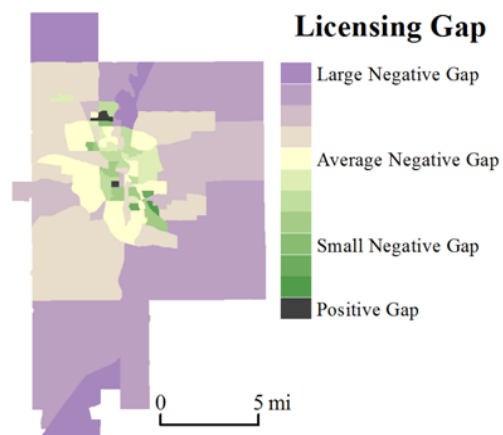 Licensing Gap
Large Negative Gap
Average Negative Gap
Small Negative Gap
Positive Gap
0 5 mi